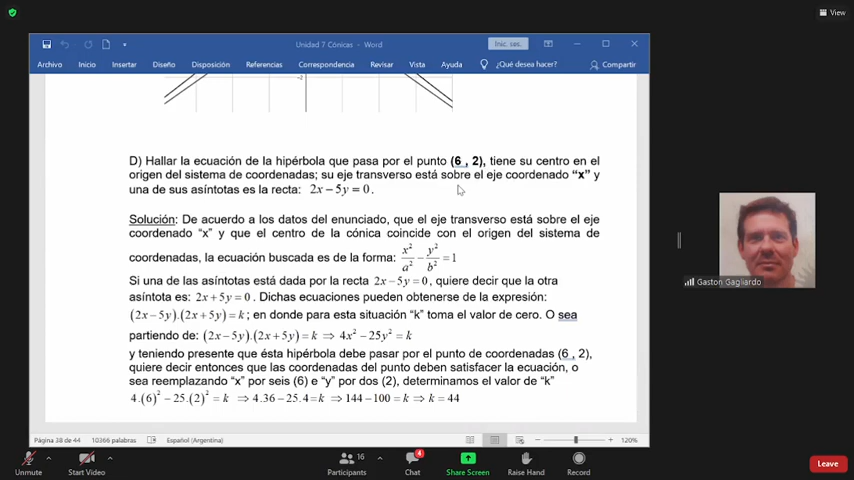 View
Unidad 7 Cónicas - Word
Inic. ses.
Archivo Inicio Insertar Diseño Disposición Referencias Correspondencia Revisar Vista Ayuda ¿Qué desea hacer? Compartir
-2
D) Hallar la ecuación de la hipérbola que pasa por el punto (6 , 2), tiene su centro en el
origen del sistema de coordenadas; su eje transverso está sobre el eje coordenado “x” y
una de sus asíntotas es la recta: 2x − 5y = 0 .
Solución: De acuerdo a los datos del enunciado, que el eje transverso está sobre el eje
coordenado “x” y que el centro de la cónica coincide con el origen del sistema de
coordenadas, la ecuación buscada es de la forma: x²/a² − y²/b² = 1
Si una de las asíntotas está dada por la recta 2x − 5y = 0 , quiere decir que la otra
asíntota es: 2x + 5y = 0 . Dichas ecuaciones pueden obtenerse de la expresión:
(2x − 5y).(2x + 5y) = k ; en donde para esta situación “k” toma el valor de cero. O sea
partiendo de: (2x − 5y).(2x + 5y) = k ⇒ 4x² − 25y² = k
y teniendo presente que ésta hipérbola debe pasar por el punto de coordenadas (6 , 2),
quiere decir entonces que las coordenadas del punto deben satisfacer la ecuación, o
sea reemplazando “x” por seis (6) e “y” por dos (2), determinamos el valor de “k”
4.(6)² − 25.(2)² = k ⇒ 4.36 − 25.4 = k ⇒ 144 − 100 = k ⇒ k = 44
Gaston Gagliardo
Página 38 de 44 10366 palabras Español (Argentina) 120%
16
4
Unmute Start Video Participants Chat Share Screen Raise Hand Record Leave